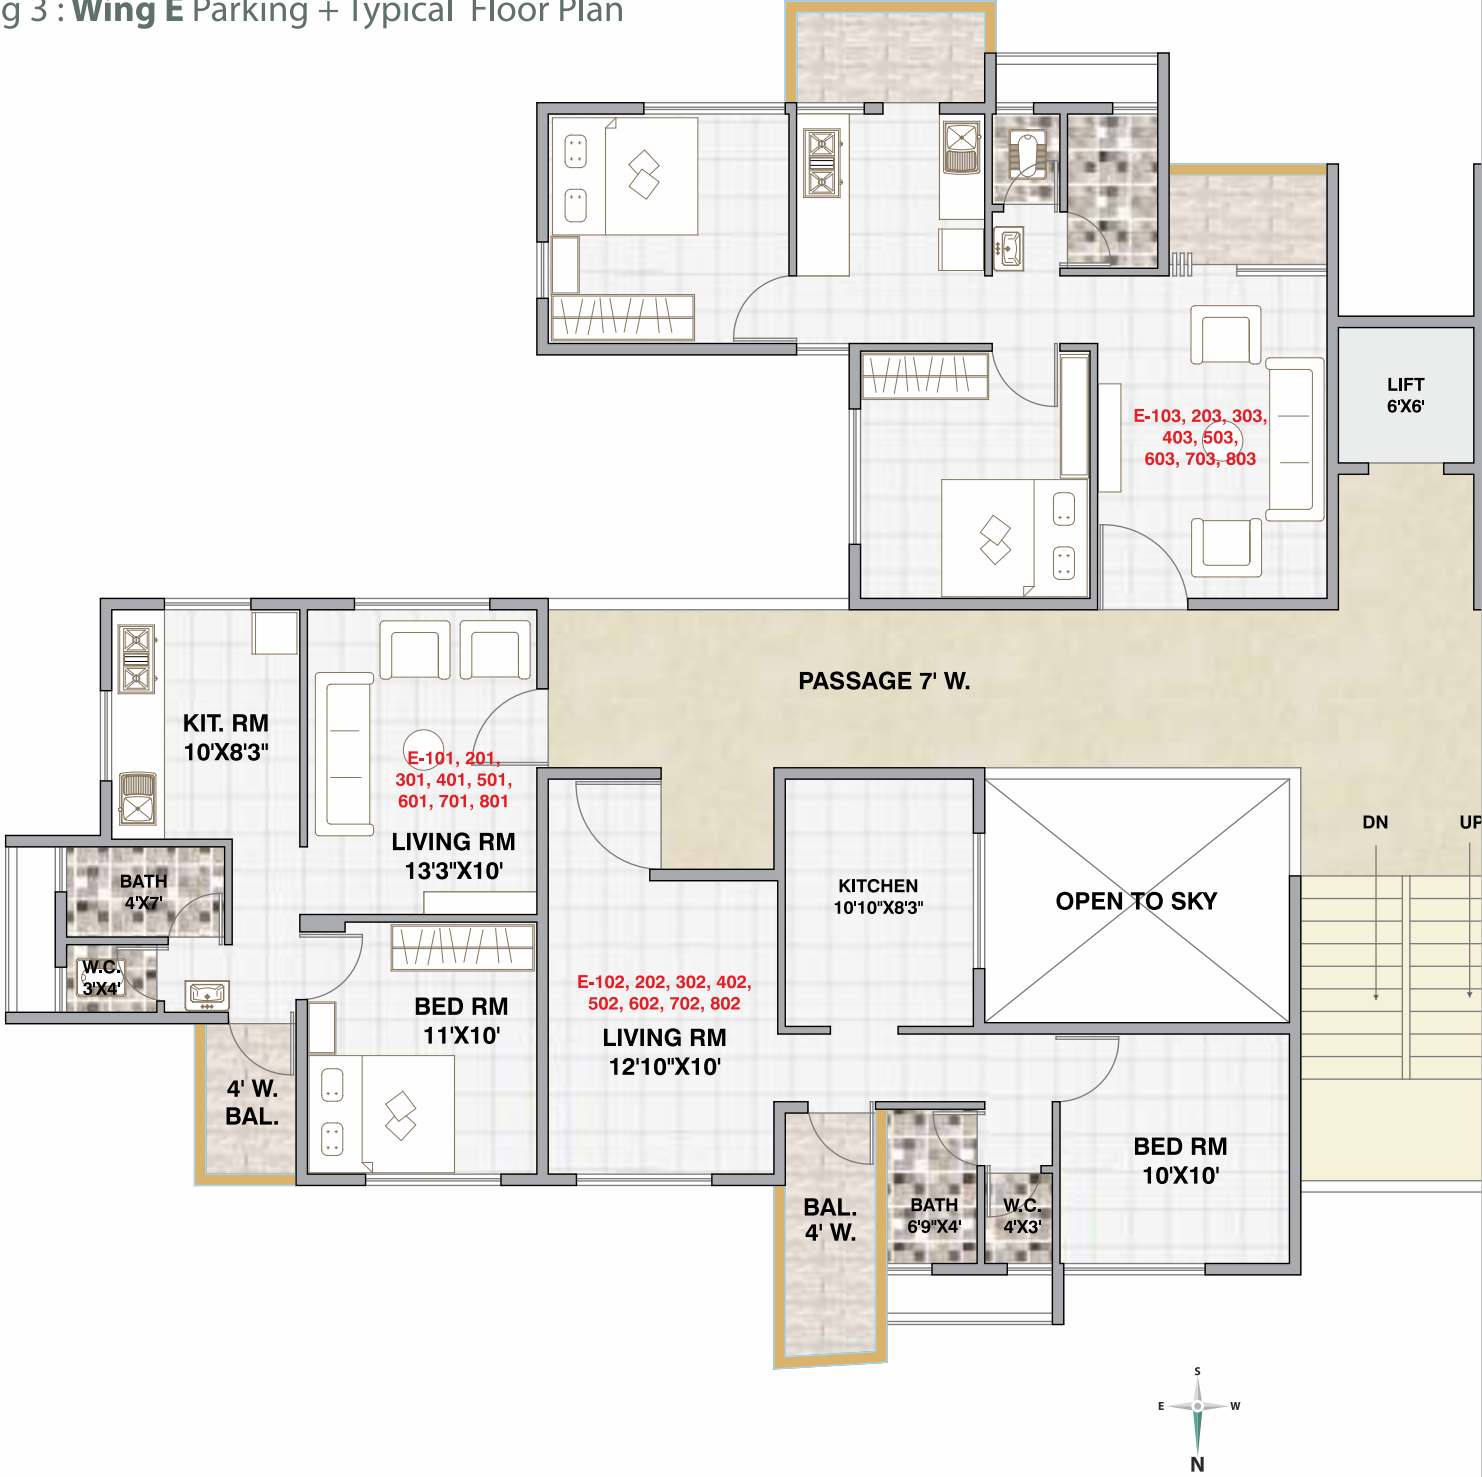 g 3 : Wing E Parking + Typical Floor Plan
LIFT
6'X6'
E-103, 203, 303,
403, 503,
603, 703, 803
PASSAGE 7' W.
KIT. RM
10'X8'3"
E-101, 201,
301, 401, 501,
601, 701, 801
LIVING RM
13'3"X10'
DN
UP
BATH
4'X7'
KITCHEN
10'10"X8'3"
OPEN TO SKY
W.C.
3'X4'
E-102, 202, 302, 402,
502, 602, 702, 802
LIVING RM
12'10"X10'
BED RM
11'X10'
4' W.
BAL.
BED RM
10'X10'
BAL.
4' W.
BATH
6'9"X4'
W.C.
4'X3'
S
E
W
N